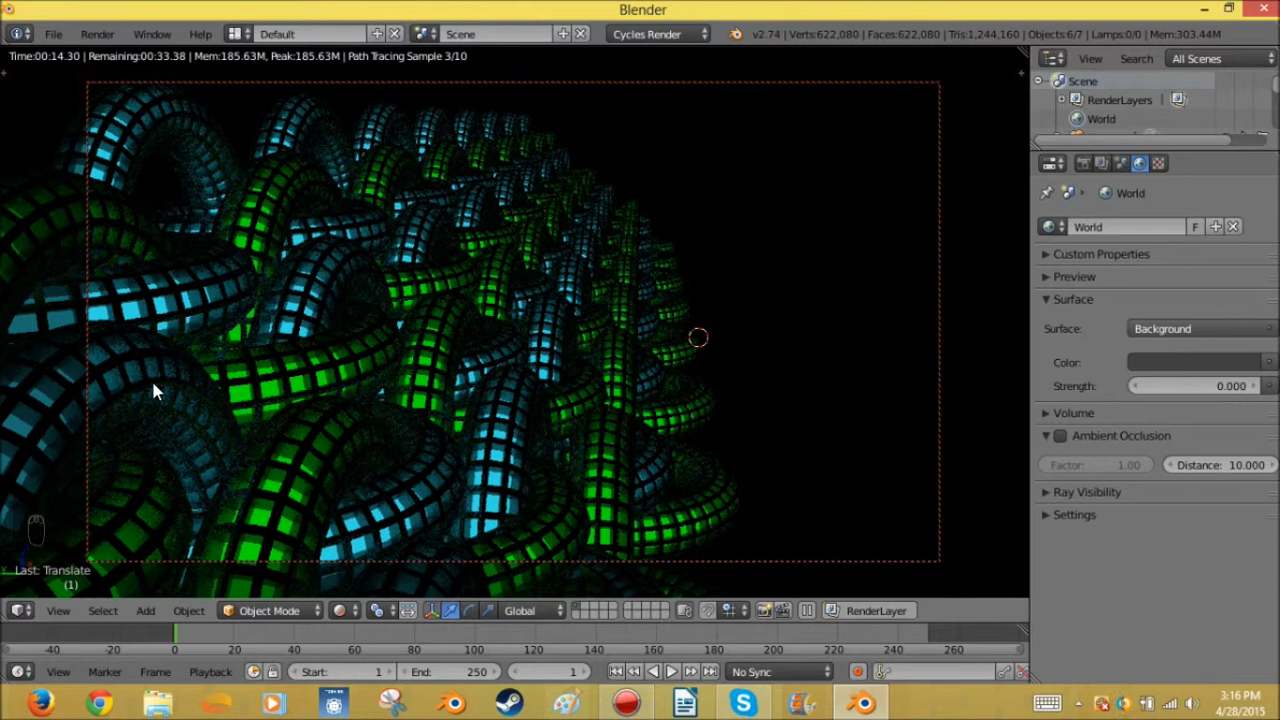 Blender
File Render Window Help Default Scene Cycles Render v2.74 | Verts:622,080 | Faces:622,080 | Tris:1,244,160 | Objects:6/7 | Lamps:0/0 | Mem:303.44M
Time:00:14.30 | Remaining:00:33.38 | Mem:185.63M, Peak:185.63M | Path Tracing Sample 3/10
View Search All Scenes
Scene
RenderLayers
World
World
World F
Custom Properties
Preview
Surface
Surface: Background
Color:
Strength: 0.000
Volume
Ambient Occlusion
Factor: 1.00 Distance: 10.000
Ray Visibility
Settings
Last: Translate
(1)
View Select Add Object Object Mode Global RenderLayer
-40 -20 0 20 40 60 80 100 120 140 160 180 200 220 240 260
View Marker Frame Playback Start: 1 End: 250 1 No Sync
3:16 PM
4/28/2015